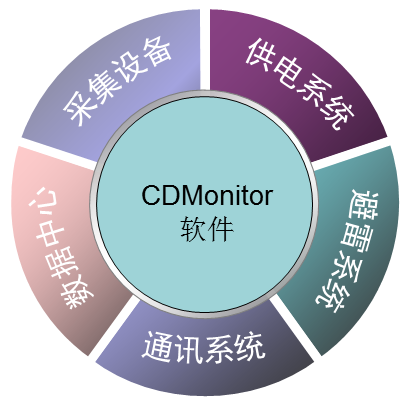 采集设备
供电系统
避雷系统
通讯系统
数据中心
CDMonitor
软件